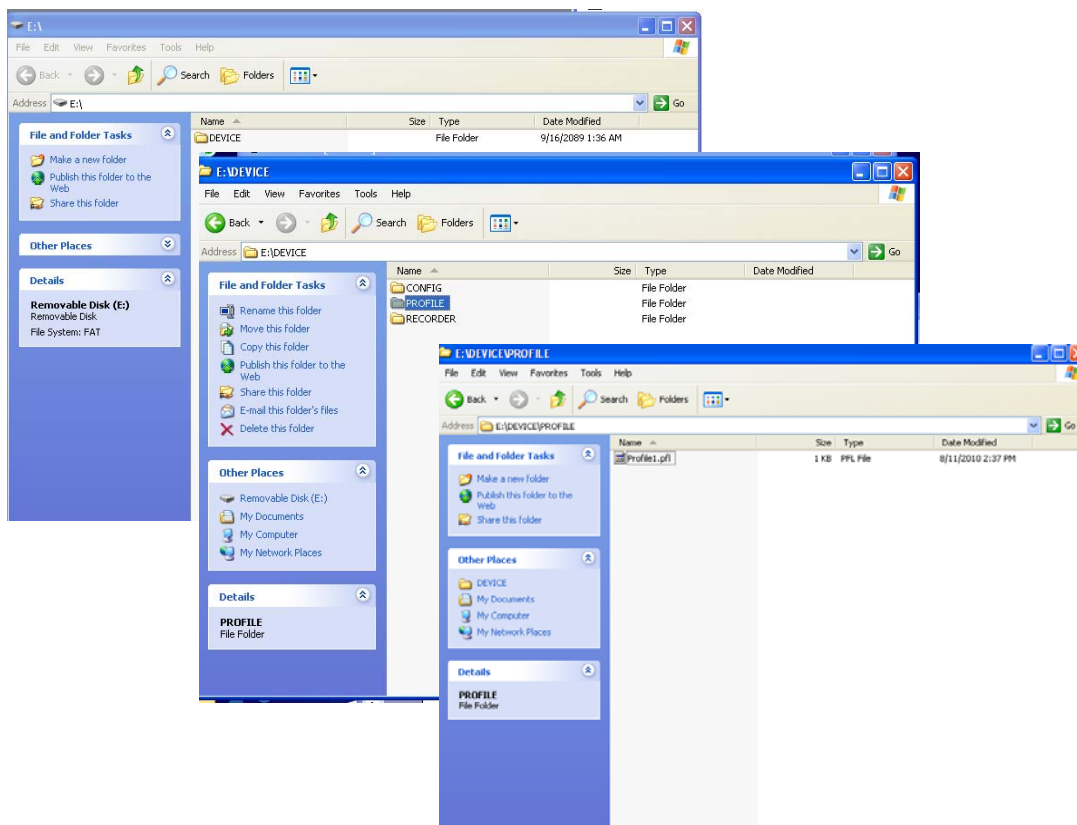 E:\
File Edit View Favorites Tools Help
Back Search Folders
Address E:\ Go
Name Size Type Date Modified
DEVICE File Folder 9/16/2089 1:36 AM
File and Folder Tasks
Make a new folder
Publish this folder to the
Web
Share this folder
Other Places
Details
Removable Disk (E:)
Removable Disk
File System: FAT
E:\DEVICE
File Edit View Favorites Tools Help
Back Search Folders
Address E:\DEVICE Go
Name Size Type Date Modified
CONFIG File Folder
PROFILE File Folder
RECORDER File Folder
File and Folder Tasks
Rename this folder
Move this folder
Copy this folder
Publish this folder to the
Web
Share this folder
E-mail this folder's files
Delete this folder
Other Places
Removable Disk (E:)
My Documents
My Computer
My Network Places
Details
PROFILE
File Folder
E:\DEVICE\PROFILE
File Edit View Favorites Tools Help
Back Search Folders
Address E:\DEVICE\PROFILE Go
Name Size Type Date Modified
Profile1.pfl 1 KB PFL File 8/11/2010 2:37 PM
File and Folder Tasks
Make a new folder
Publish this folder to the
Web
Share this folder
Other Places
DEVICE
My Documents
My Computer
My Network Places
Details
PROFILE
File Folder